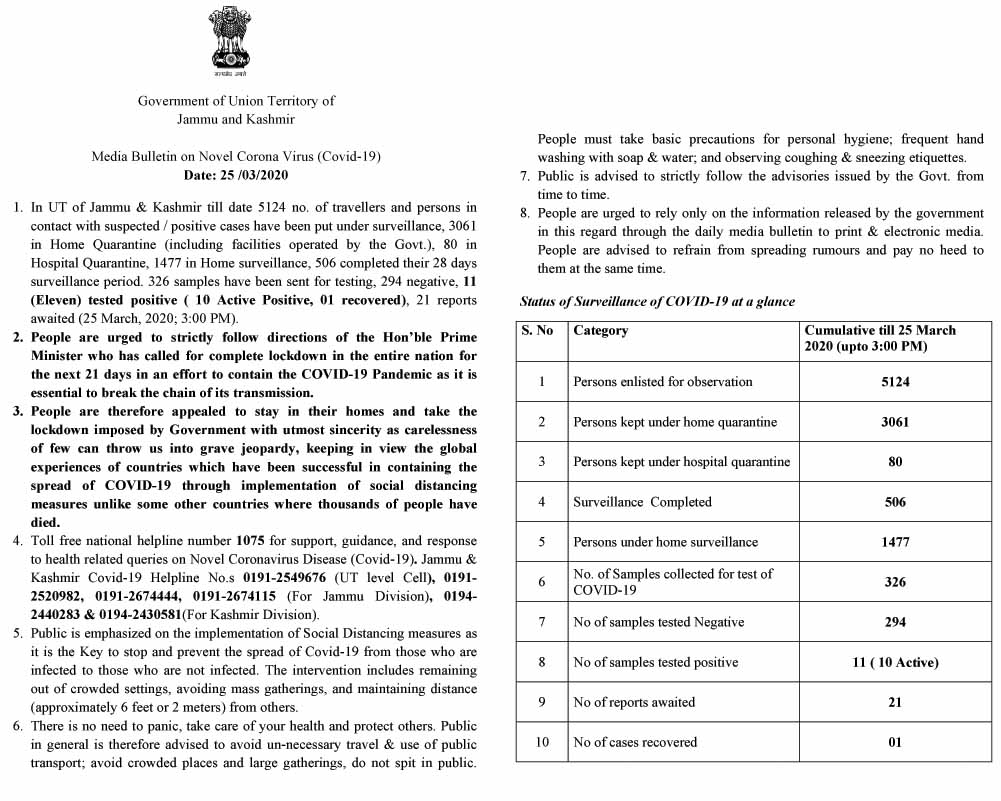 सत्यमेव जयते
Government of Union Territory of
Jammu and Kashmir
Media Bulletin on Novel Corona Virus (Covid-19)
Date: 25 /03/2020
1. In UT of Jammu & Kashmir till date 5124 no. of travellers and persons in
contact with suspected / positive cases have been put under surveillance, 3061
in Home Quarantine (including facilities operated by the Govt.), 80 in
Hospital Quarantine, 1477 in Home surveillance, 506 completed their 28 days
surveillance period. 326 samples have been sent for testing, 294 negative, 11
(Eleven) tested positive ( 10 Active Positive, 01 recovered), 21 reports
awaited (25 March, 2020; 3:00 PM).
2. People are urged to strictly follow directions of the Hon’ble Prime
Minister who has called for complete lockdown in the entire nation for
the next 21 days in an effort to contain the COVID-19 Pandemic as it is
essential to break the chain of its transmission.
3. People are therefore appealed to stay in their homes and take the
lockdown imposed by Government with utmost sincerity as carelessness
of few can throw us into grave jeopardy, keeping in view the global
experiences of countries which have been successful in containing the
spread of COVID-19 through implementation of social distancing
measures unlike some other countries where thousands of people have
died.
4. Toll free national helpline number 1075 for support, guidance, and response
to health related queries on Novel Coronavirus Disease (Covid-19). Jammu &
Kashmir Covid-19 Helpline No.s 0191-2549676 (UT level Cell), 0191-
2520982, 0191-2674444, 0191-2674115 (For Jammu Division), 0194-
2440283 & 0194-2430581(For Kashmir Division).
5. Public is emphasized on the implementation of Social Distancing measures as
it is the Key to stop and prevent the spread of Covid-19 from those who are
infected to those who are not infected. The intervention includes remaining
out of crowded settings, avoiding mass gatherings, and maintaining distance
(approximately 6 feet or 2 meters) from others.
6. There is no need to panic, take care of your health and protect others. Public
in general is therefore advised to avoid un-necessary travel & use of public
transport; avoid crowded places and large gatherings, do not spit in public.
People must take basic precautions for personal hygiene; frequent hand
washing with soap & water; and observing coughing & sneezing etiquettes.
7. Public is advised to strictly follow the advisories issued by the Govt. from
time to time.
8. People are urged to rely only on the information released by the government
in this regard through the daily media bulletin to print & electronic media.
People are advised to refrain from spreading rumours and pay no heed to
them at the same time.
Status of Surveillance of COVID-19 at a glance
S. No Category Cumulative till 25 March
2020 (upto 3:00 PM)
1 Persons enlisted for observation 5124
2 Persons kept under home quarantine 3061
3 Persons kept under hospital quarantine 80
4 Surveillance Completed 506
5 Persons under home surveillance 1477
6 No. of Samples collected for test of
COVID-19 326
7 No of samples tested Negative 294
8 No of samples tested positive 11 ( 10 Active)
9 No of reports awaited 21
10 No of cases recovered 01